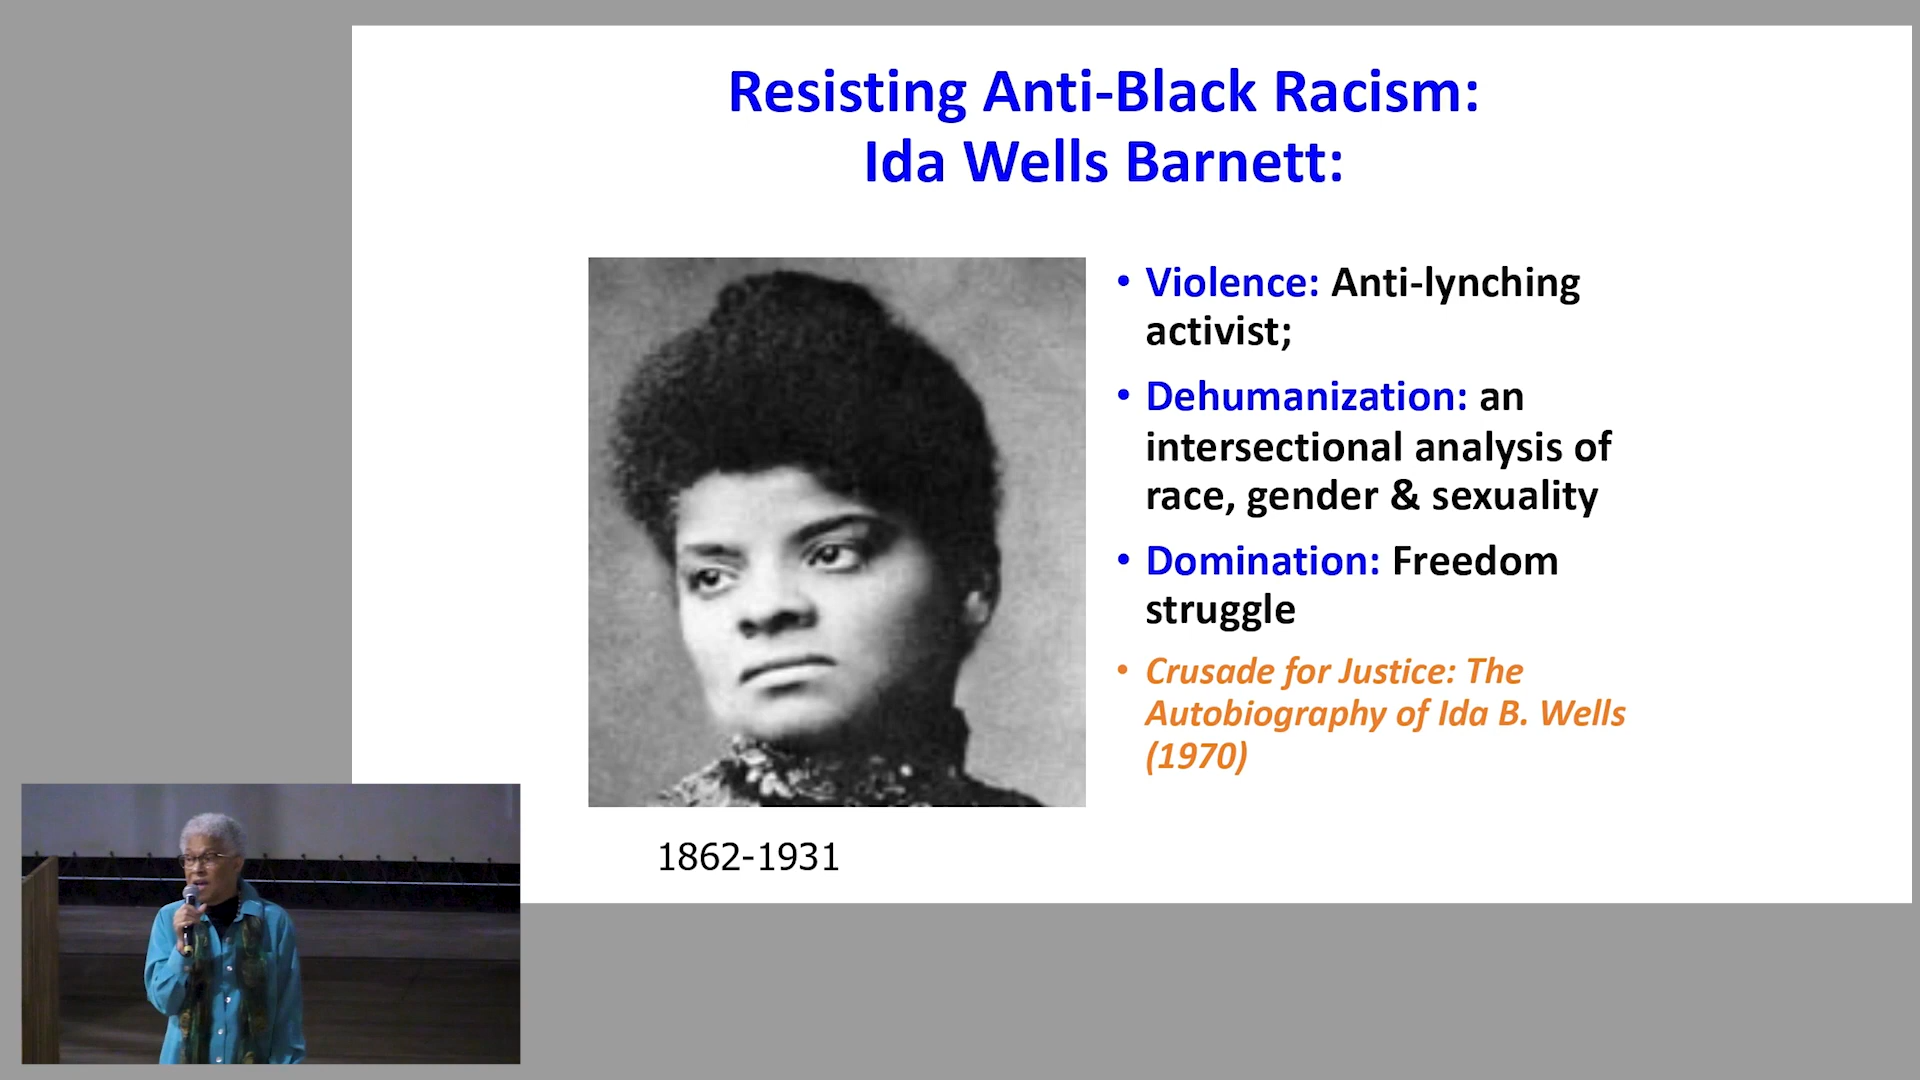 Resisting Anti-Black Racism:
Ida Wells Barnett:
• Violence: Anti-lynching
activist;
• Dehumanization: an
intersectional analysis of
race, gender & sexuality
• Domination: Freedom
struggle
• Crusade for Justice: The
Autobiography of Ida B. Wells
(1970)
1862-1931